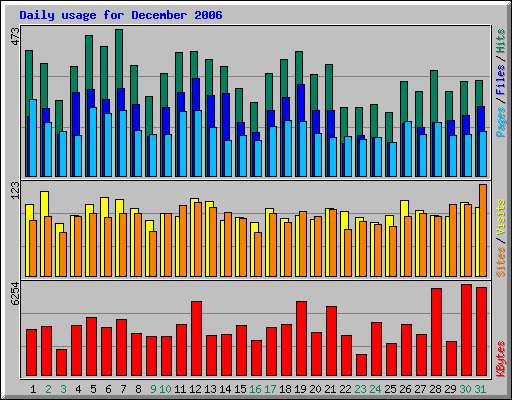 Daily usage for December 2006
473
Pages / Files / Hits
123
Sites / Visits
6254
KBytes
1 2 3 4 5 6 7 8 9 10 11 12 13 14 15 16 17 18 19 20 21 22 23 24 25 26 27 28 29 30 31